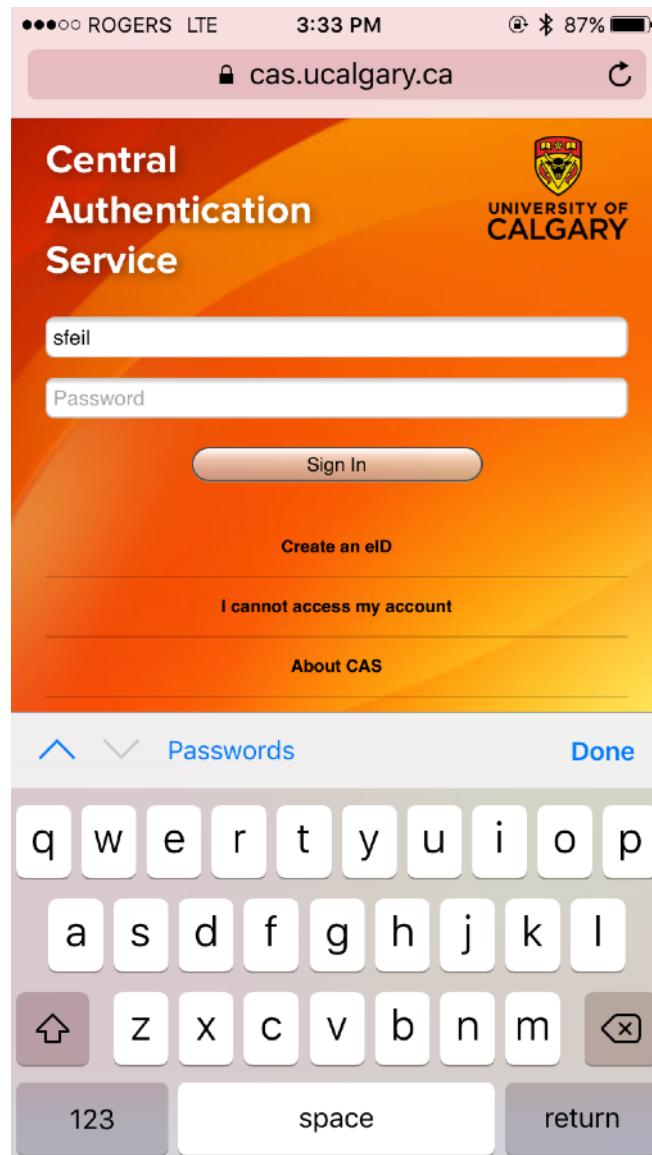 ROGERS LTE 3:33 PM 87%
cas.ucalgary.ca
Central
Authentication
Service
UNIVERSITY OF
CALGARY
sfeil
Password
Sign In
Create an eID
I cannot access my account
About CAS
Passwords Done
q w e r t y u i o p
a s d f g h j k l
z x c v b n m
123 space return